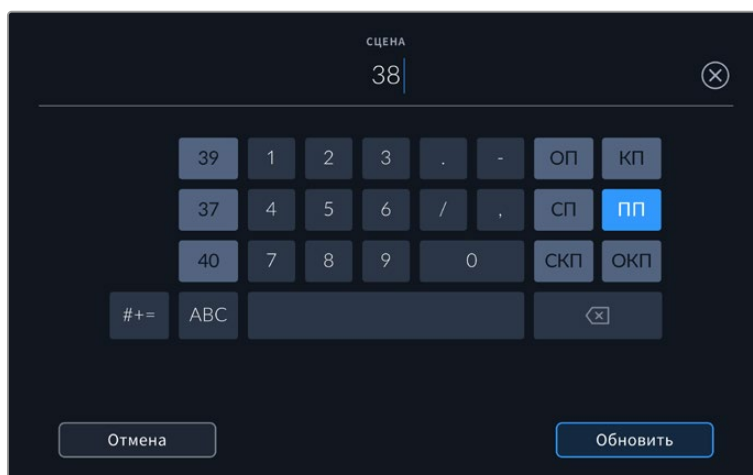 СЦЕНА
38
39 1 2 3 . - ОП КП
37 4 5 6 / , СП ПП
40 7 8 9 0 СКП ОКП
#+= ABC
Отмена Обновить